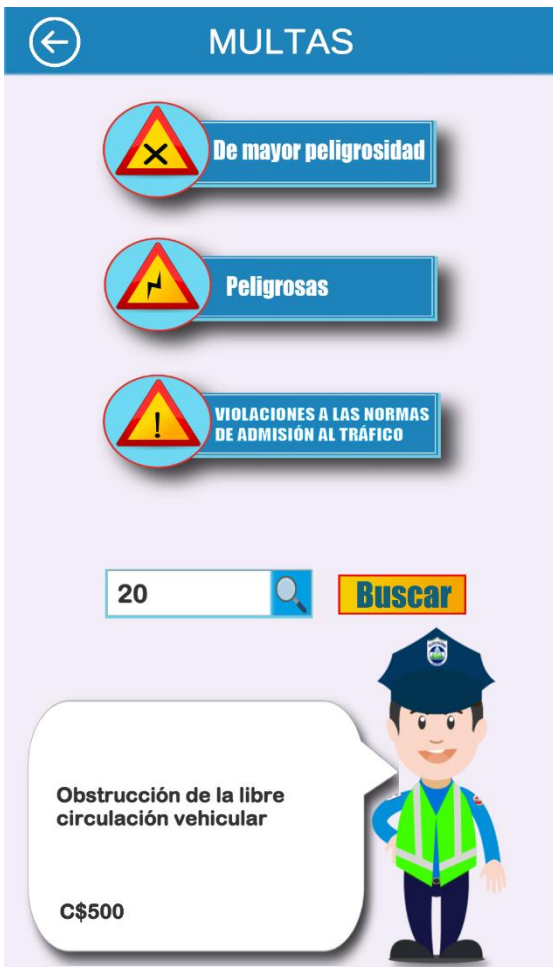 MULTAS
De mayor peligrosidad
Peligrosas
VIOLACIONES A LAS NORMAS
DE ADMISIÓN AL TRÁFICO
20
Buscar
Obstrucción de la libre
circulación vehicular
C$500